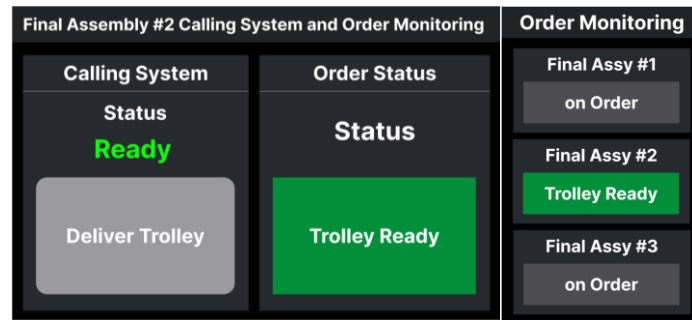 Final Assembly #2 Calling System and Order Monitoring
Calling System
Status
Ready
Deliver Trolley
Order Status
Status
Trolley Ready
Order Monitoring
Final Assy #1
on Order
Final Assy #2
Trolley Ready
Final Assy #3
on Order